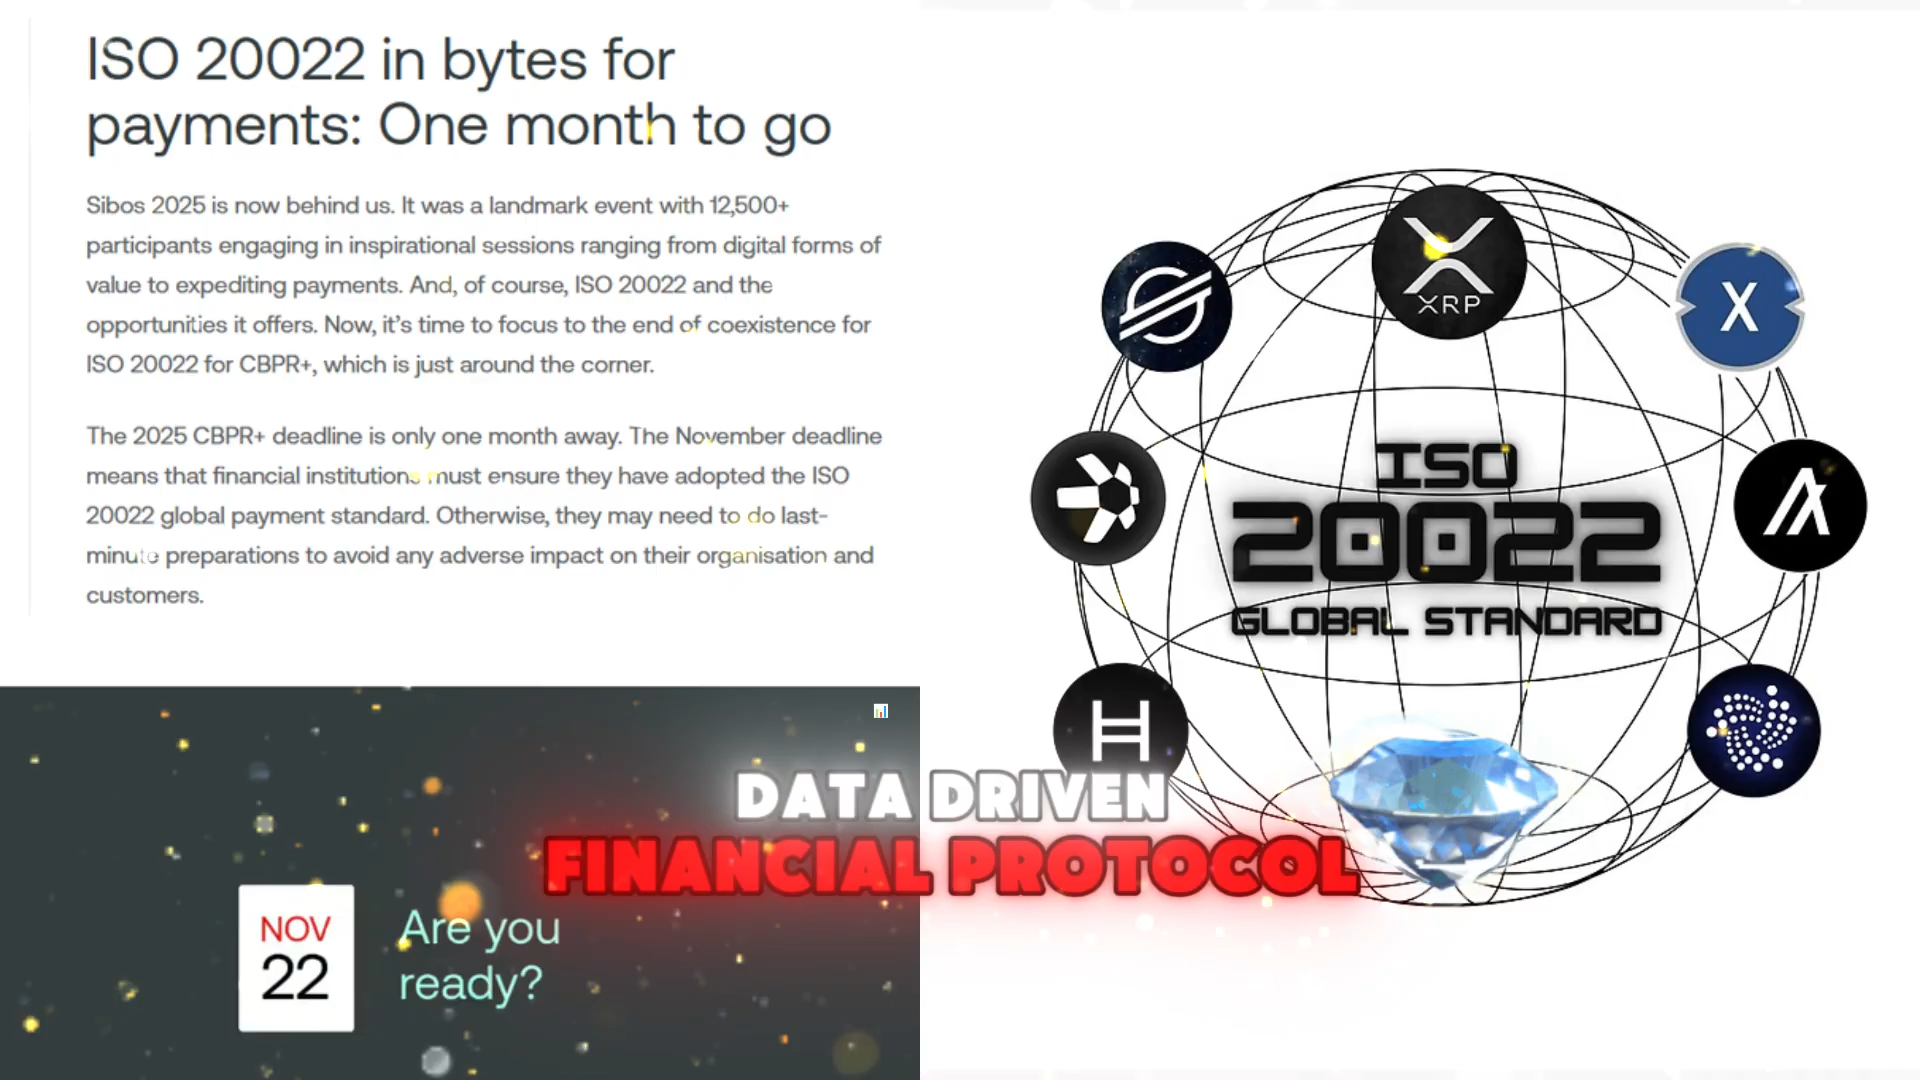 ISO 20022 in bytes for
payments: One month to go
Sibos 2025 is now behind us. It was a landmark event with 12,500+
participants engaging in inspirational sessions ranging from digital forms of
value to expediting payments. And, of course, ISO 20022 and the
opportunities it offers. Now, it's time to focus to the end of coexistence for
ISO 20022 for CBPR+, which is just around the corner.
The 2025 CBPR+ deadline is only one month away. The November deadline
means that financial institutions must ensure they have adopted the ISO
20022 global payment standard. Otherwise, they may need to do last-
minute preparations to avoid any adverse impact on their organisation and
customers.
NOV
22
Are you
ready?
XRP
X
ISO
20022
GLOBAL STANDARD
H
DATA DRIVEN
FINANCIAL PROTOCOL